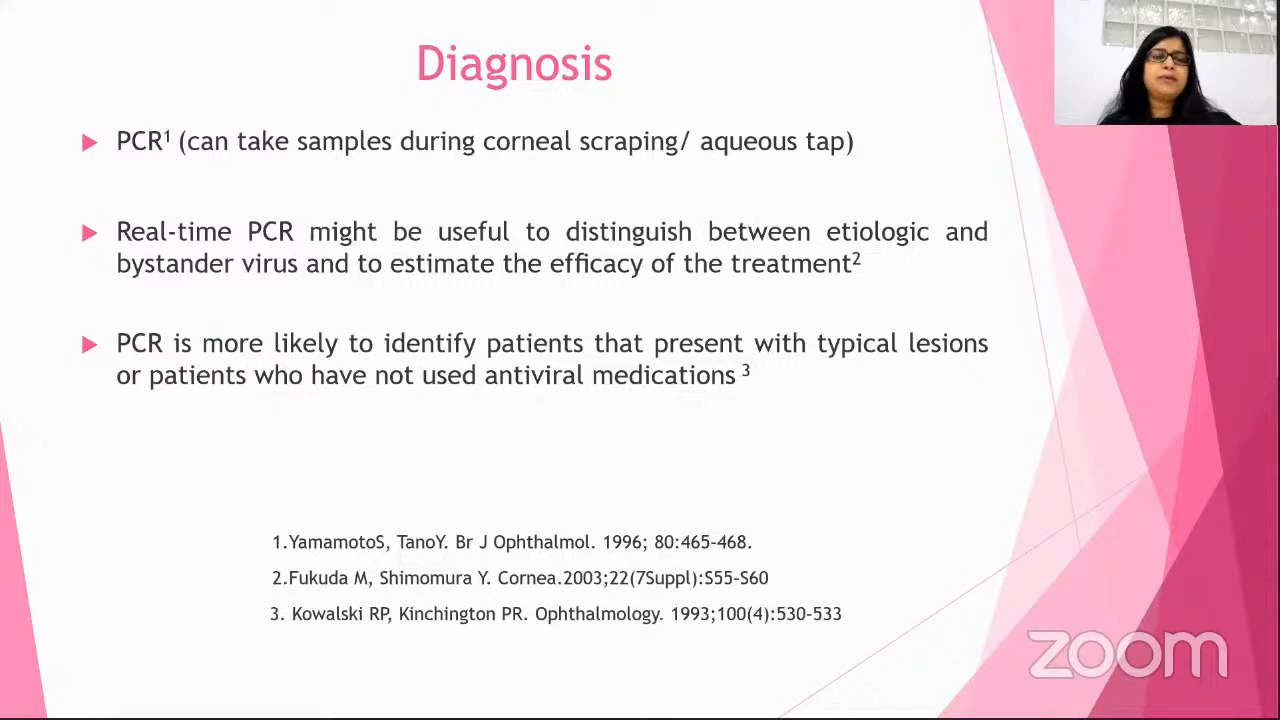 Diagnosis
PCR¹ (can take samples during corneal scraping/ aqueous tap)
Real-time PCR might be useful to distinguish between etiologic and
bystander virus and to estimate the efficacy of the treatment²
PCR is more likely to identify patients that present with typical lesions
or patients who have not used antiviral medications ³
1.YamamotoS, TanoY. Br J Ophthalmol. 1996; 80:465-468.
2.Fukuda M, Shimomura Y. Cornea.2003;22(7Suppl):S55-S60
3. Kowalski RP, Kinchington PR. Ophthalmology. 1993;100(4):530-533
zoom